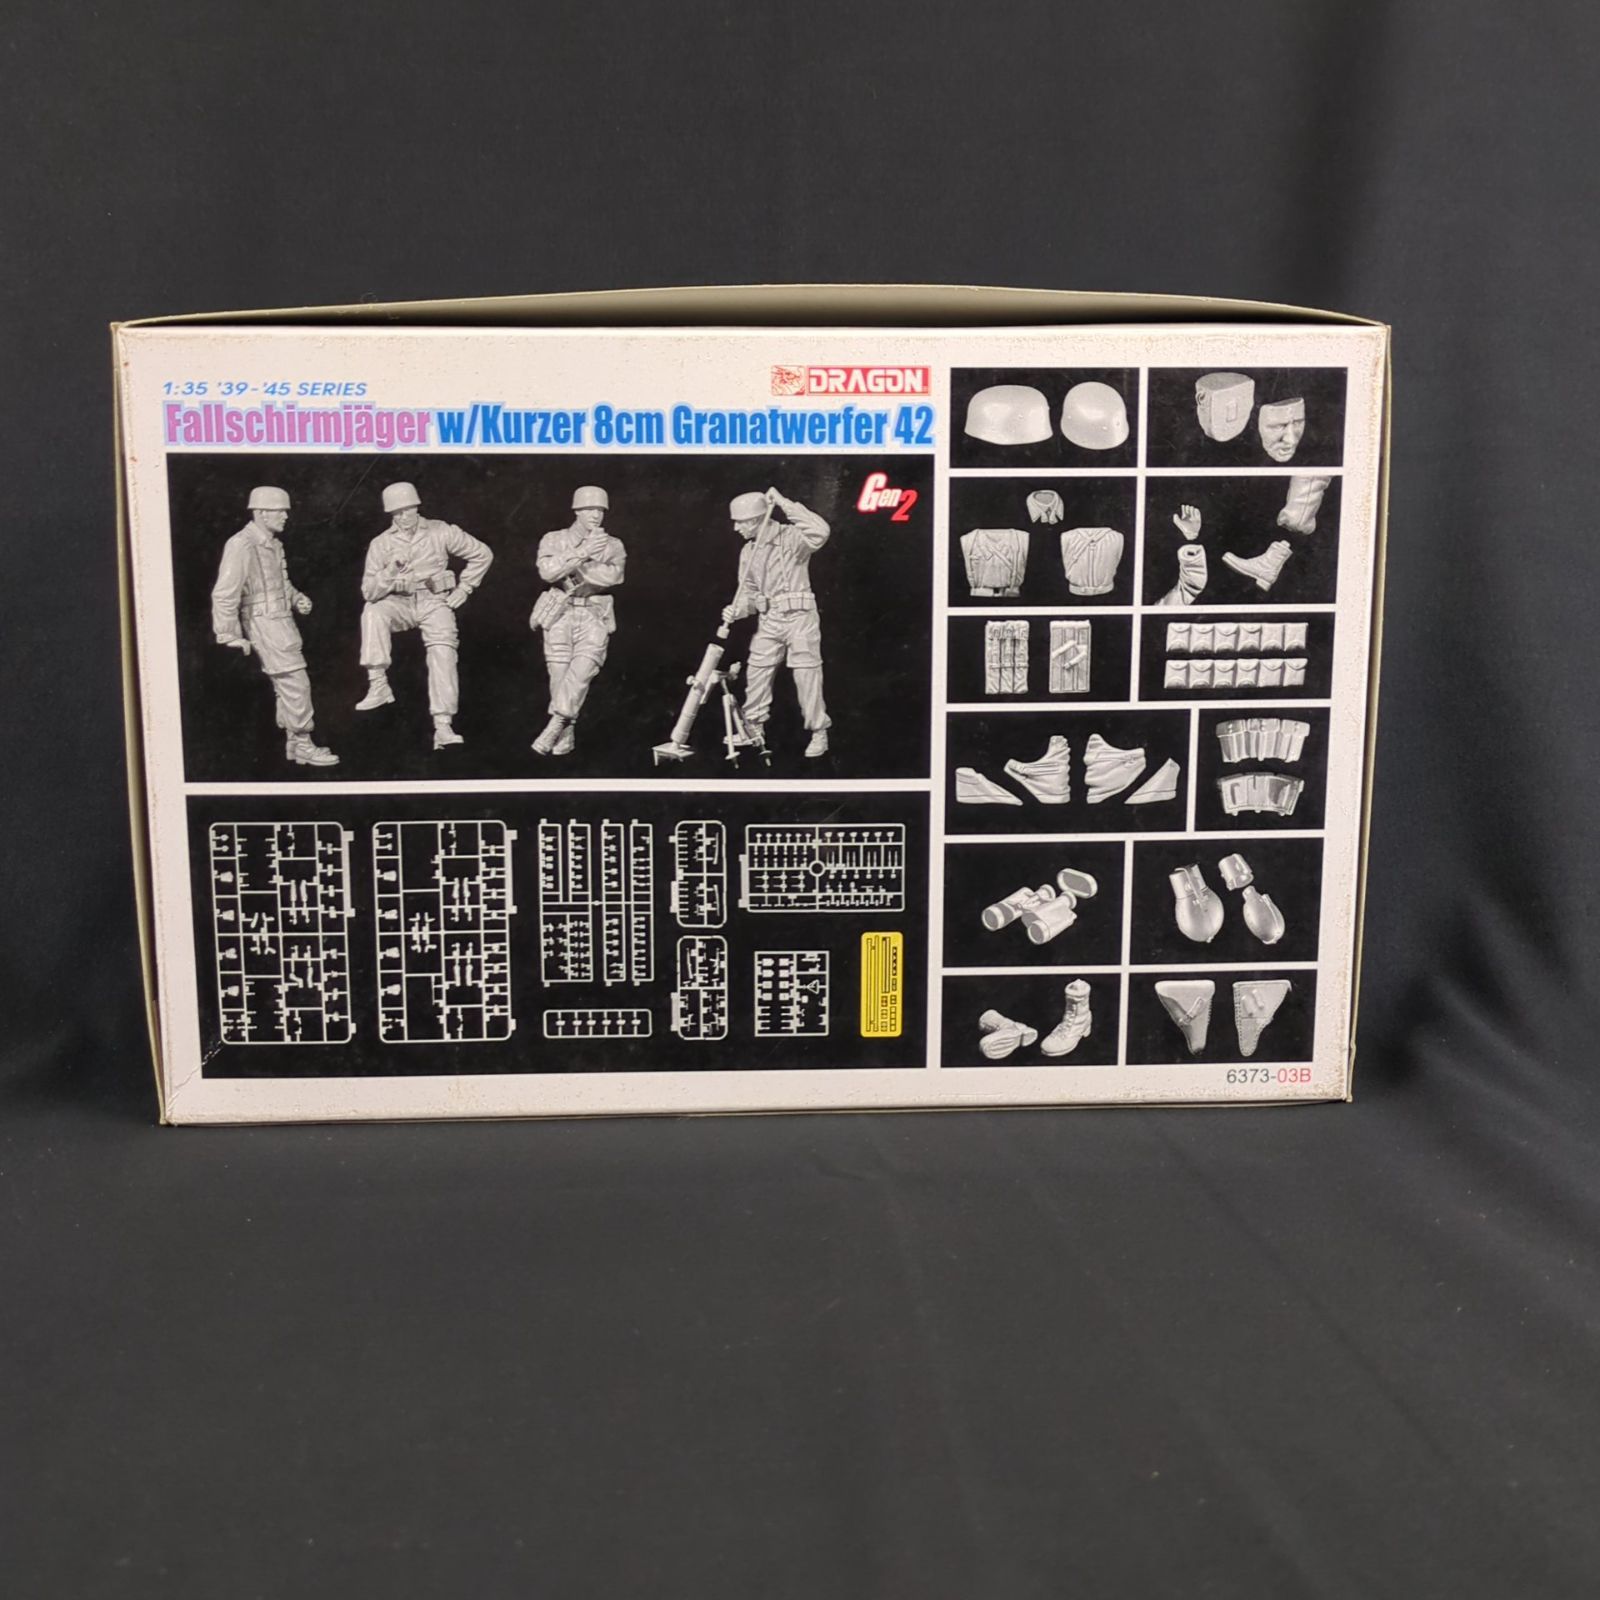 1:35 '39-'45 SERIES
DRAGON
Fallschirmjäger w/Kurzer 8cm Granatwerfer 42
Gen2
6373-03B